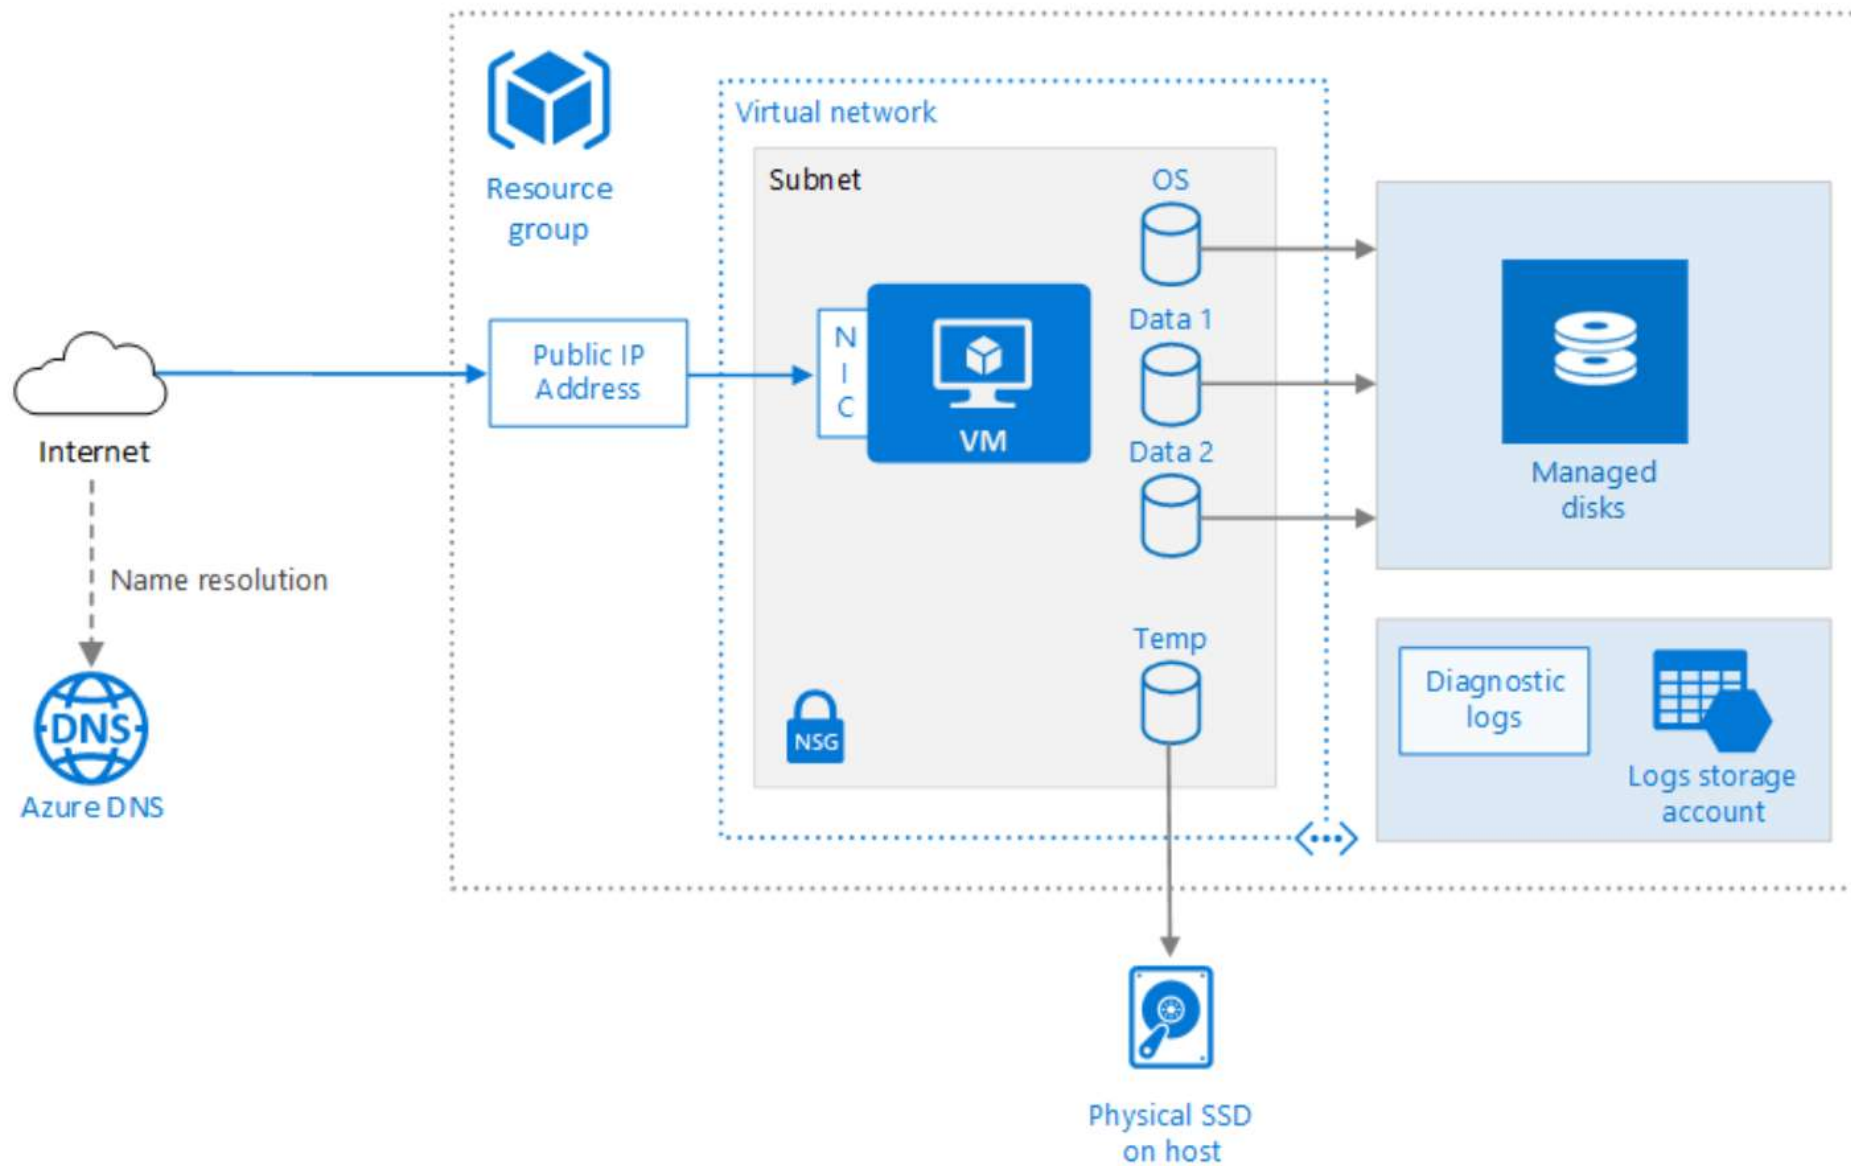 Resource
group
Virtual network
Subnet
OS
Data 1
Data 2
Temp
NSG
N
I
C
VM
Public IP
Address
Internet
Name resolution
DNS
Azure DNS
Managed
disks
Diagnostic
logs
Logs storage
account
Physical SSD
on host